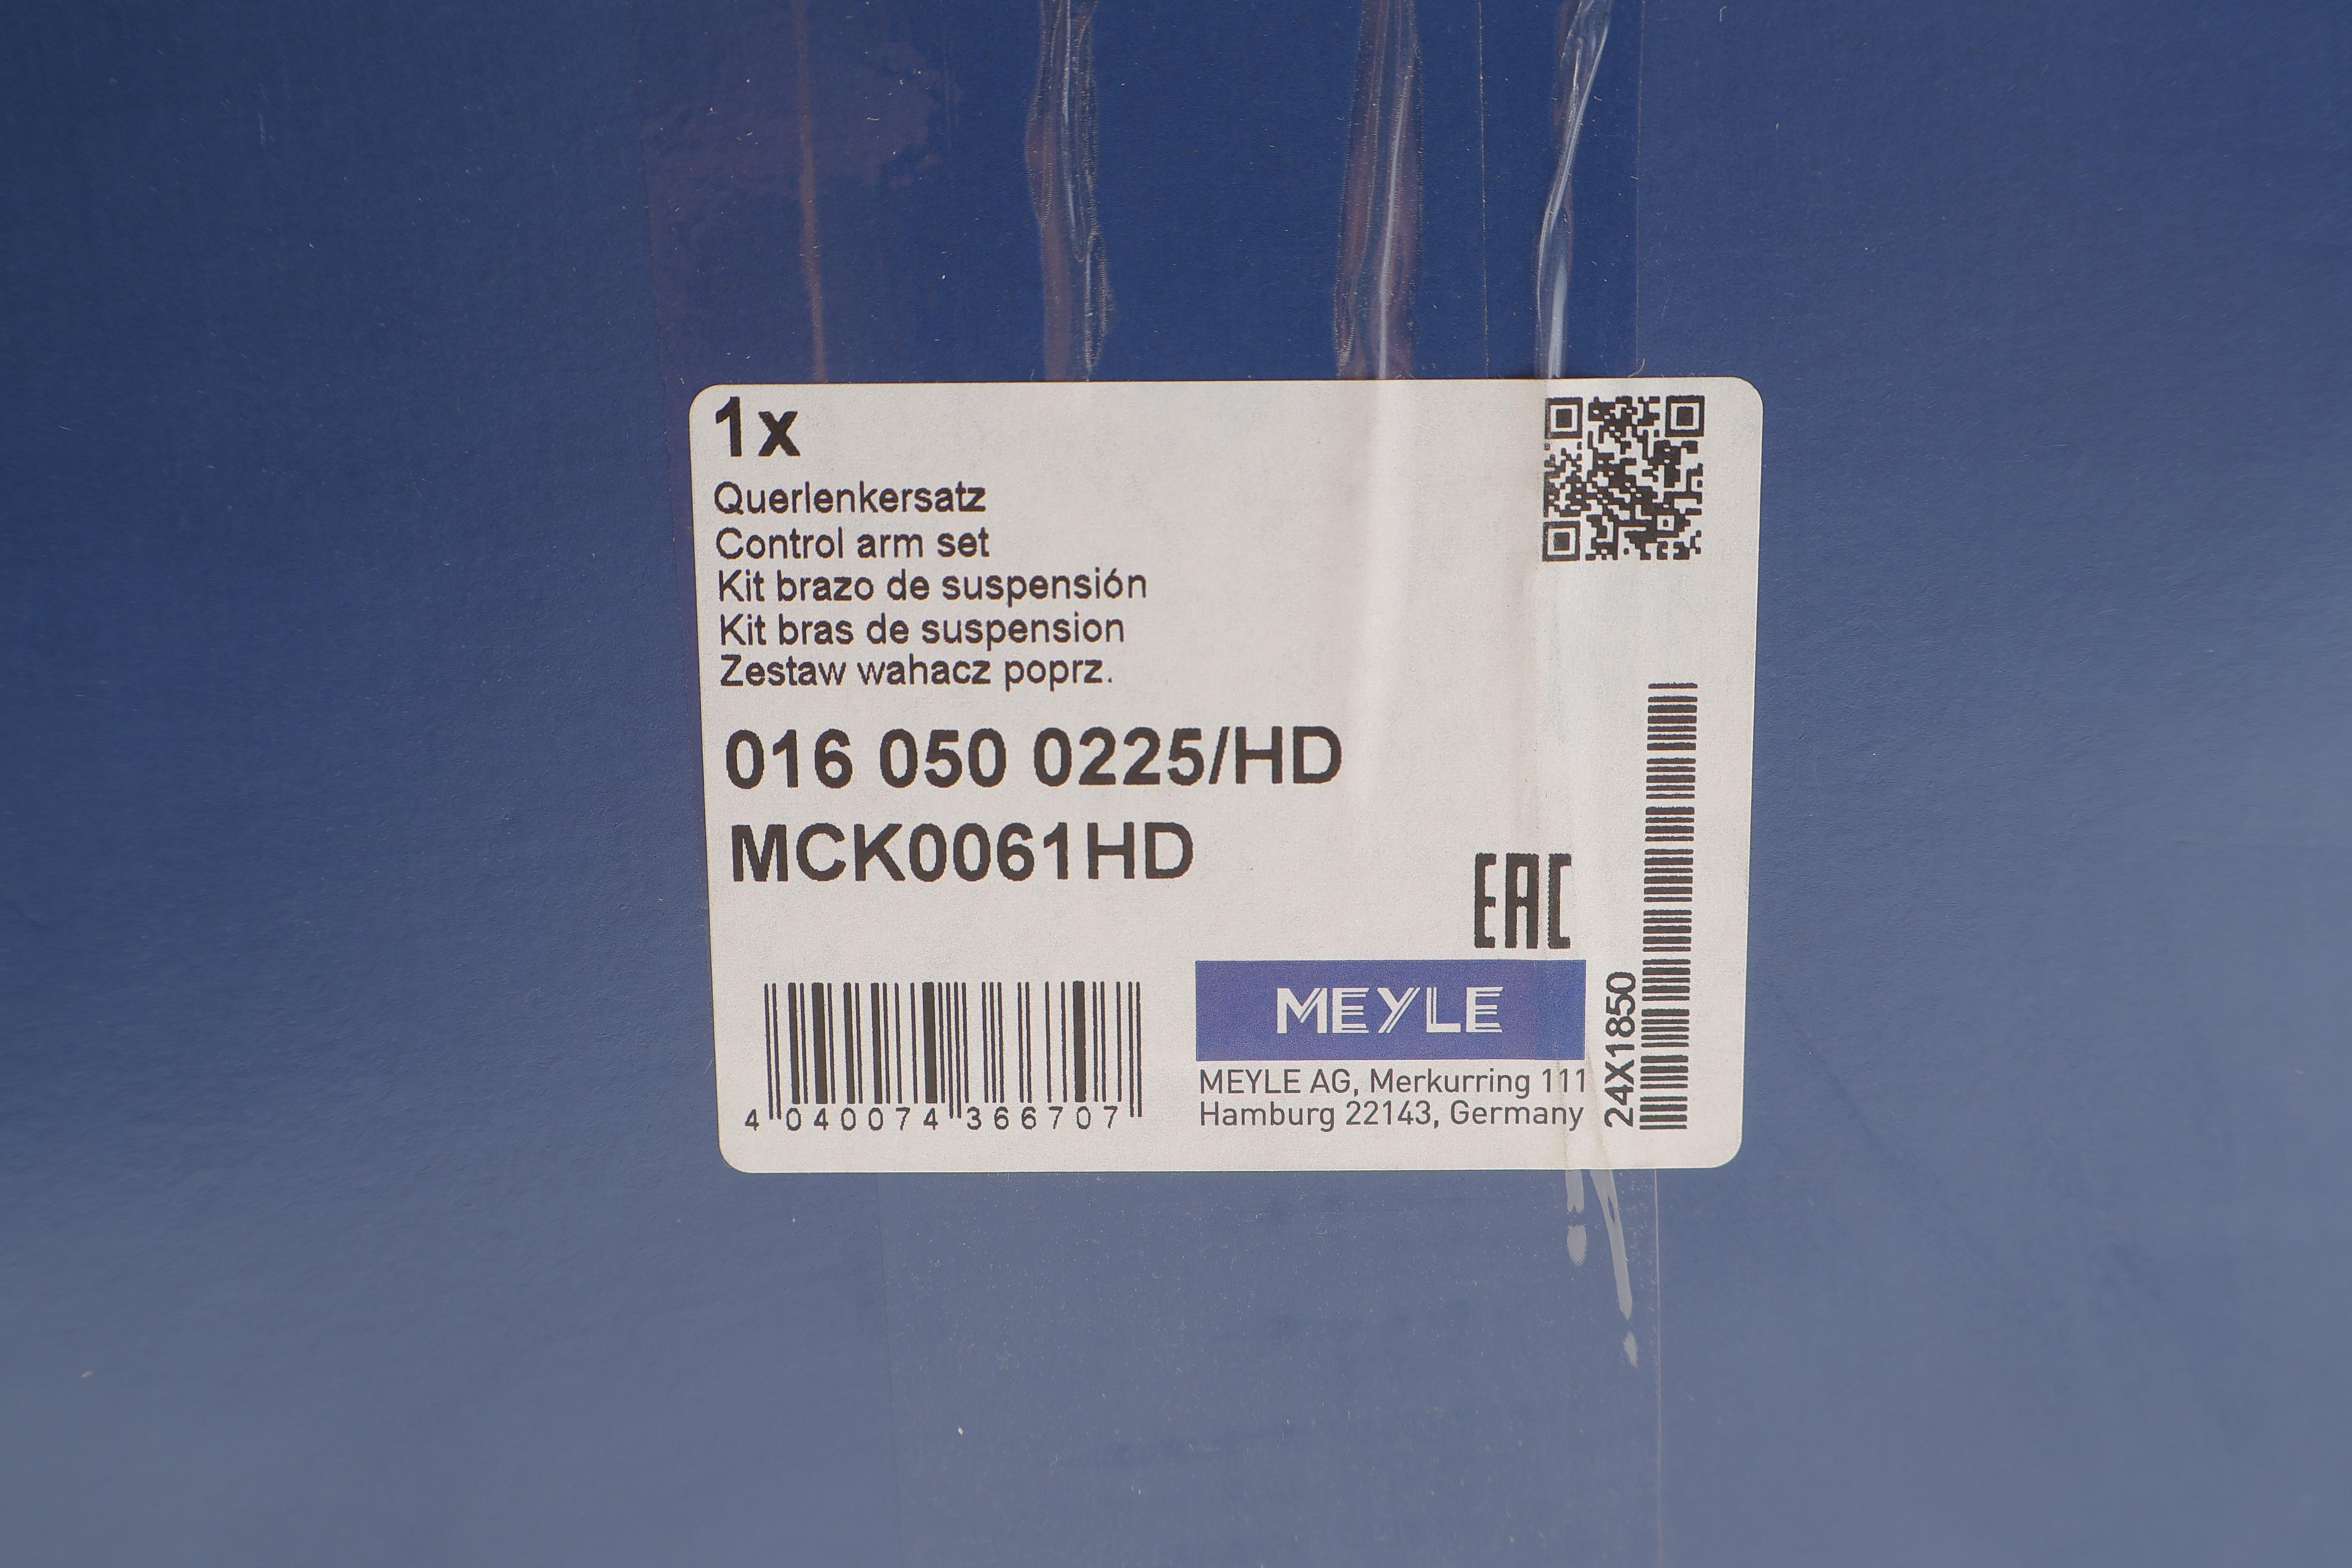 1x
Querlenkersatz
Control arm set
Kit brazo de suspensión
Kit bras de suspension
Zestaw wahacz poprz.
016 050 0225/HD
MCK0061HD
EAC
MEYLE
MEYLE AG, Merkurring 111
Hamburg 22143, Germany
4 040074 366707
24X1850